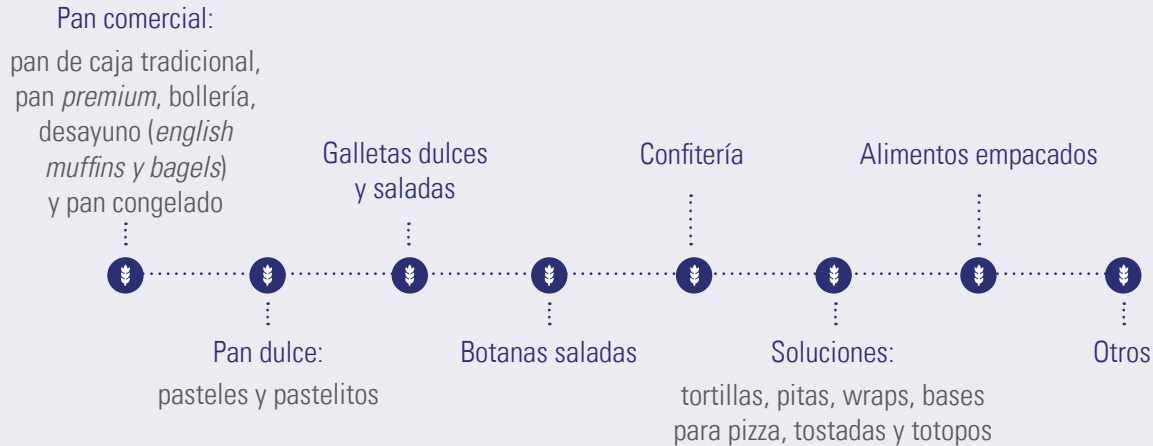 Pan comercial:
pan de caja tradicional,
pan premium, bollería,
desayuno (english
muffins y bagels)
y pan congelado
Galletas dulces
y saladas
Confitería
Alimentos empacados
Pan dulce:
pasteles y pastelitos
Botanas saladas
Soluciones:
tortillas, pitas, wraps, bases
para pizza, tostadas y totopos
Otros